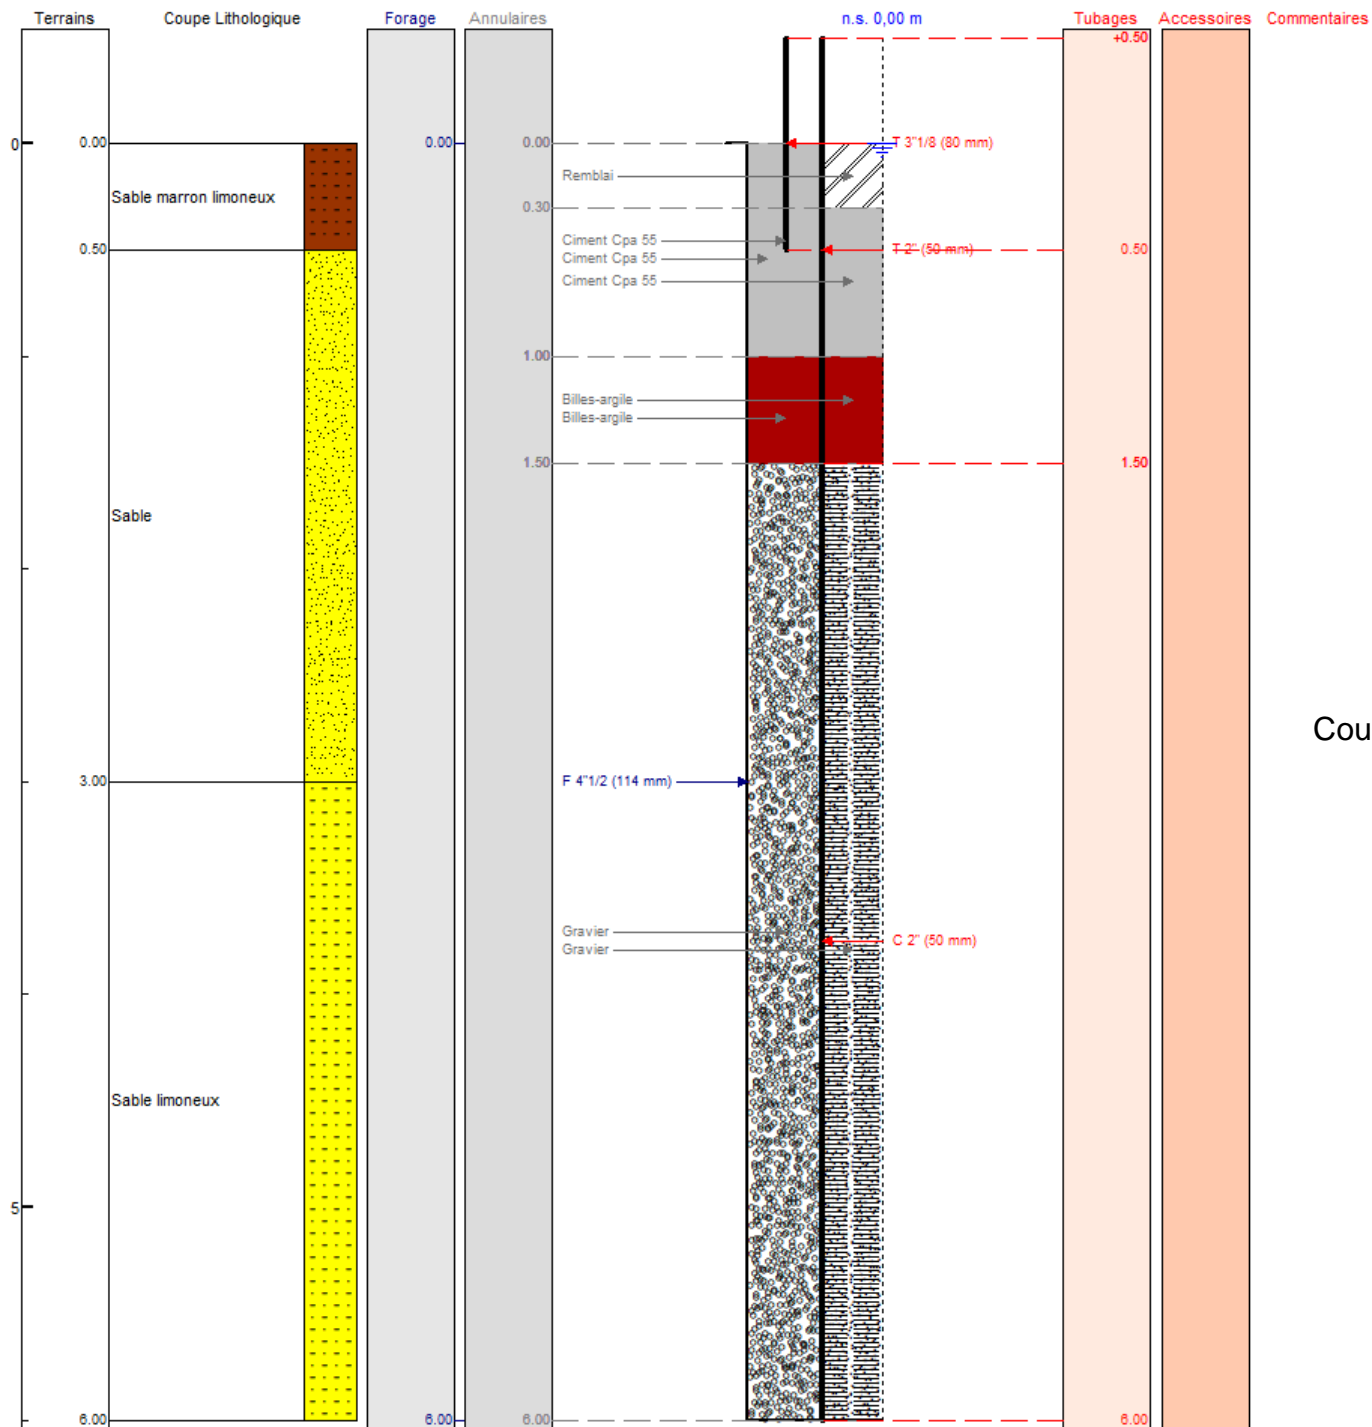 Terrains Coupe Lithologique Forage Annulaires n.s. 0,00 m Tubages Accessoires Commentaires
+0.50
0 0.00 0.00 0.00 T 3"1/8 (80 mm)
Remblai
Sable marron limoneux
0.30
Ciment Cpa 55
0.50 T 2" (50 mm) 0.50
Ciment Cpa 55
Ciment Cpa 55
1.00
Billes-argile
Billes-argile
1.50 1.50
Sable
Cou
3.00 F 4"1/2 (114 mm)
Gravier
C 2" (50 mm)
Gravier
Sable limoneux
5
6.00 6.00 6.00 6.00